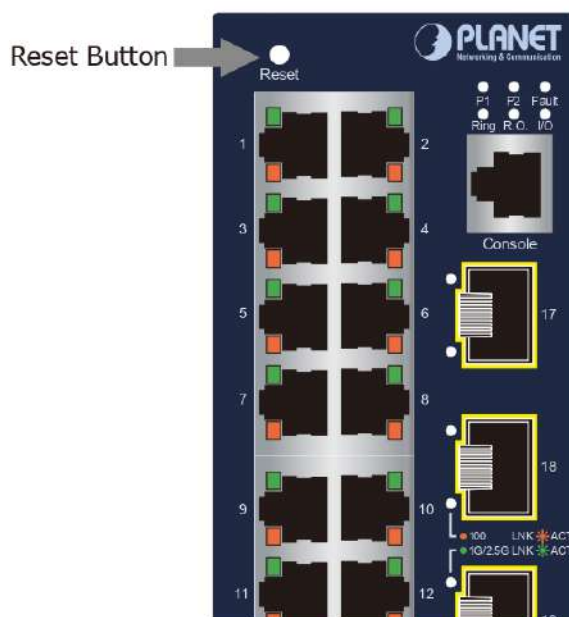 Reset Button
Reset
PLANET
Networking & Communication
P1 P2 Fault
Ring R.O. I/O
Console
1
2
3
4
5
6
7
8
9
10
11
12
17
18
100 LNK ACT
1G/2.5G LNK ACT